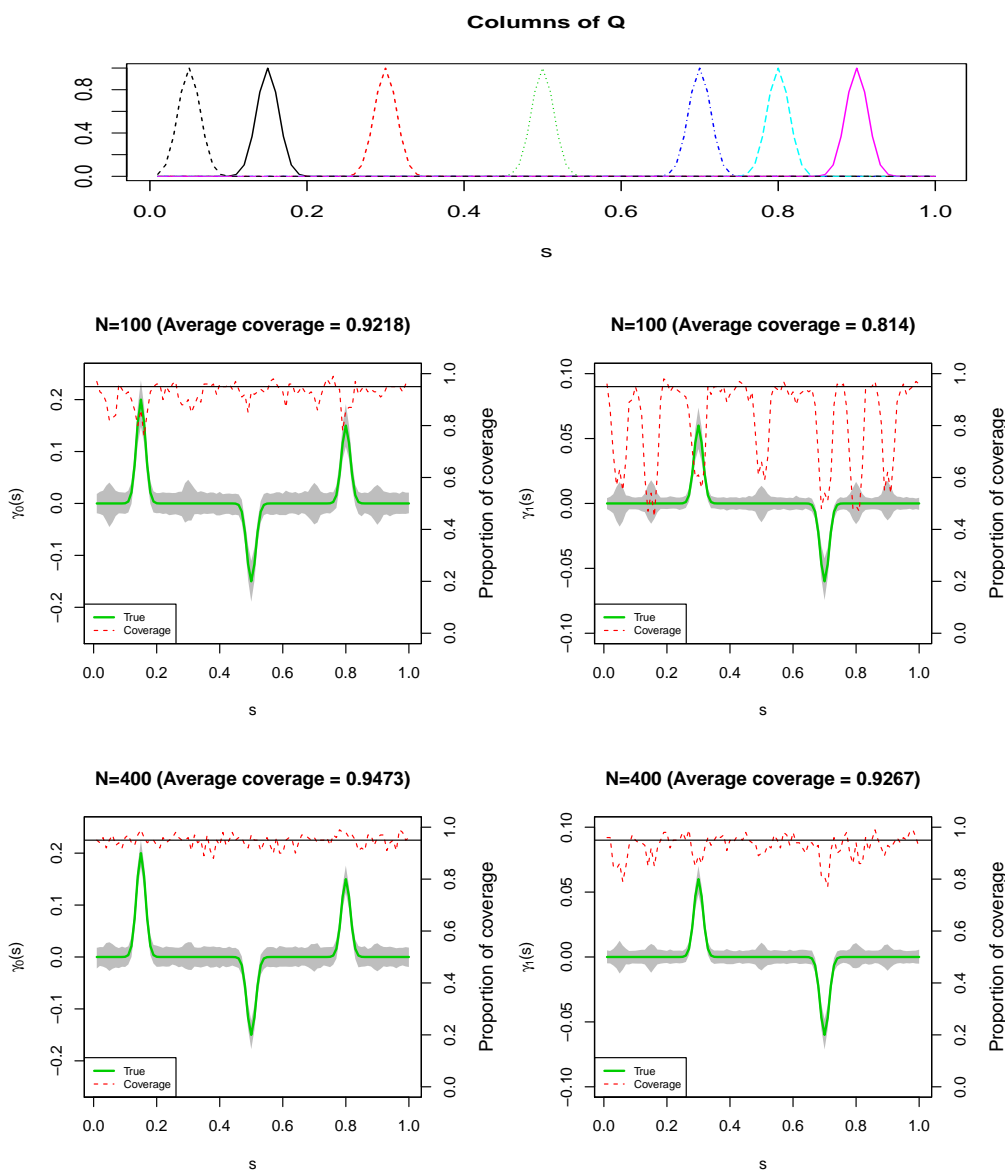 Columns of Q
0.0 0.4 0.8
0.0 0.2 0.4 0.6 0.8 1.0
s
N=100 (Average coverage = 0.9218)
γ0(s)
-0.2 -0.1 0.0 0.1 0.2
0.0 0.2 0.4 0.6 0.8 1.0
Proportion of coverage
True
Coverage
0.0 0.2 0.4 0.6 0.8 1.0
s
N=100 (Average coverage = 0.814)
γ1(s)
-0.10 -0.05 0.00 0.05 0.10
0.0 0.2 0.4 0.6 0.8 1.0
Proportion of coverage
True
Coverage
0.0 0.2 0.4 0.6 0.8 1.0
s
N=400 (Average coverage = 0.9473)
γ0(s)
-0.2 -0.1 0.0 0.1 0.2
0.0 0.2 0.4 0.6 0.8 1.0
Proportion of coverage
True
Coverage
0.0 0.2 0.4 0.6 0.8 1.0
s
N=400 (Average coverage = 0.9267)
γ1(s)
-0.10 -0.05 0.00 0.05 0.10
0.0 0.2 0.4 0.6 0.8 1.0
Proportion of coverage
True
Coverage
0.0 0.2 0.4 0.6 0.8 1.0
s